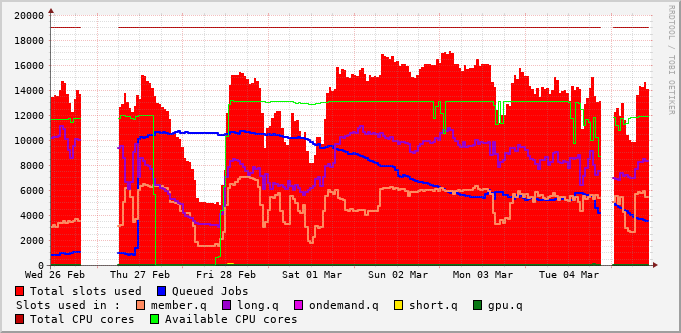 RRDTOOL / TOBI OETIKER
20000
18000
16000
14000
12000
10000
8000
6000
4000
2000
0
Wed 26 Feb Thu 27 Feb Fri 28 Feb Sat 01 Mar Sun 02 Mar Mon 03 Mar Tue 04 Mar
Total slots used Queued Jobs
Slots used in : member.q long.q ondemand.q short.q gpu.q
Total CPU cores Available CPU cores